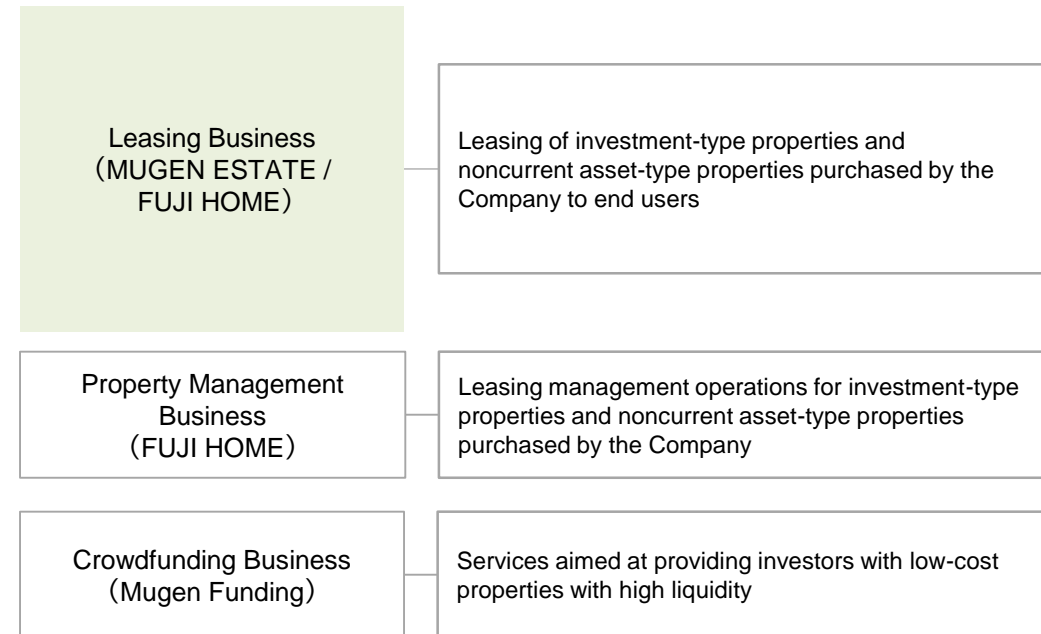 Leasing Business
（MUGEN ESTATE /
FUJI HOME）
Leasing of investment-type properties and
noncurrent asset-type properties purchased by the
Company to end users
Property Management
Business
（FUJI HOME）
Leasing management operations for investment-type
properties and noncurrent asset-type properties
purchased by the Company
Crowdfunding Business
（Mugen Funding）
Services aimed at providing investors with low-cost
properties with high liquidity